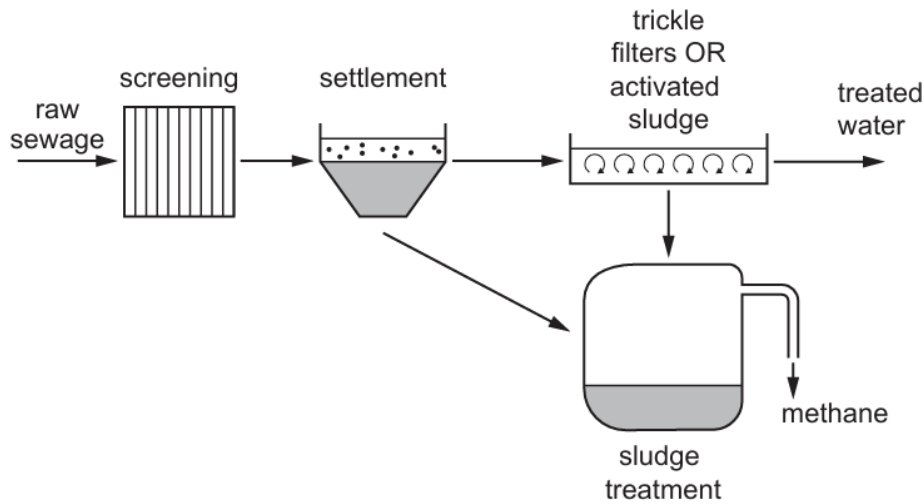 raw
sewage
screening
settlement
trickle
filters OR
activated
sludge
treated
water
methane
sludge
treatment